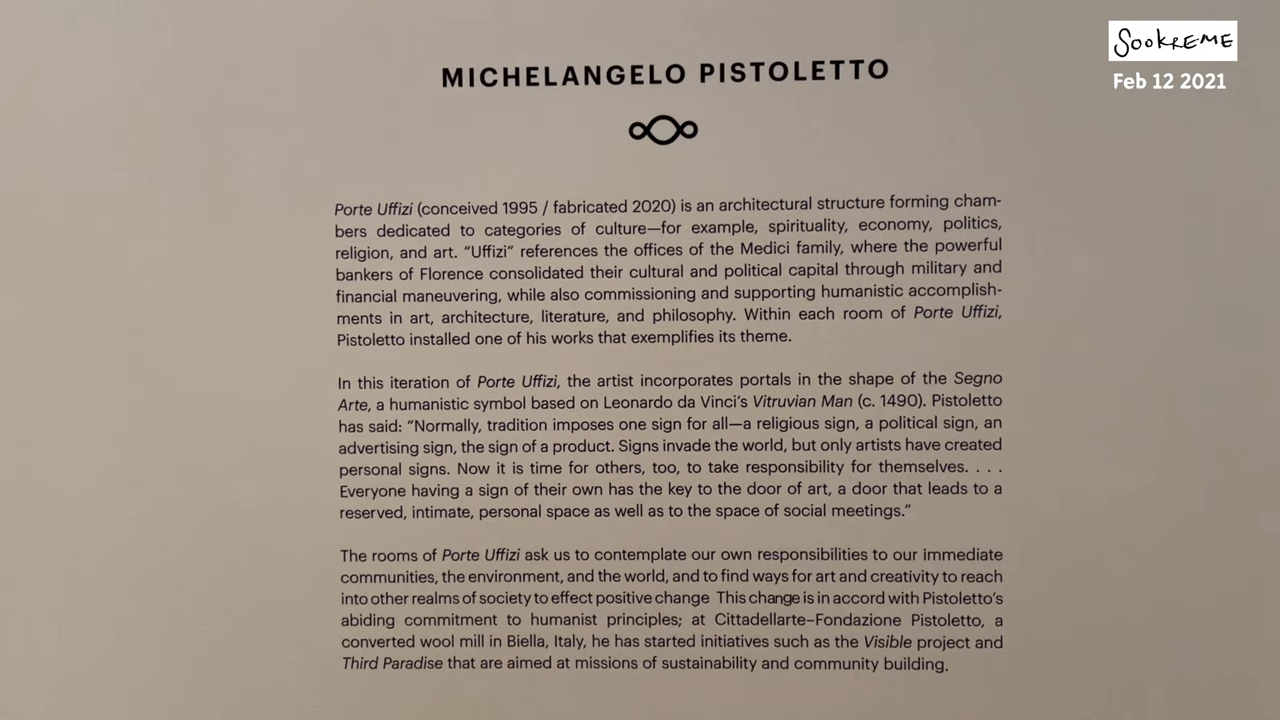 SOOKREME
Feb 12 2021
MICHELANGELO PISTOLETTO
Porte Uffizi (conceived 1995 / fabricated 2020) is an architectural structure forming cham-
bers dedicated to categories of culture—for example, spirituality, economy, politics,
religion, and art. “Uffizi” references the offices of the Medici family, where the powerful
bankers of Florence consolidated their cultural and political capital through military and
financial maneuvering, while also commissioning and supporting humanistic accomplish-
ments in art, architecture, literature, and philosophy. Within each room of Porte Uffizi,
Pistoletto installed one of his works that exemplifies its theme.
In this iteration of Porte Uffizi, the artist incorporates portals in the shape of the Segno
Arte, a humanistic symbol based on Leonardo da Vinci’s Vitruvian Man (c. 1490). Pistoletto
has said: “Normally, tradition imposes one sign for all—a religious sign, a political sign, an
advertising sign, the sign of a product. Signs invade the world, but only artists have created
personal signs. Now it is time for others, too, to take responsibility for themselves. . . .
Everyone having a sign of their own has the key to the door of art, a door that leads to a
reserved, intimate, personal space as well as to the space of social meetings.”
The rooms of Porte Uffizi ask us to contemplate our own responsibilities to our immediate
communities, the environment, and the world, and to find ways for art and creativity to reach
into other realms of society to effect positive change This change is in accord with Pistoletto’s
abiding commitment to humanist principles; at Cittadellarte–Fondazione Pistoletto, a
converted wool mill in Biella, Italy, he has started initiatives such as the Visible project and
Third Paradise that are aimed at missions of sustainability and community building.